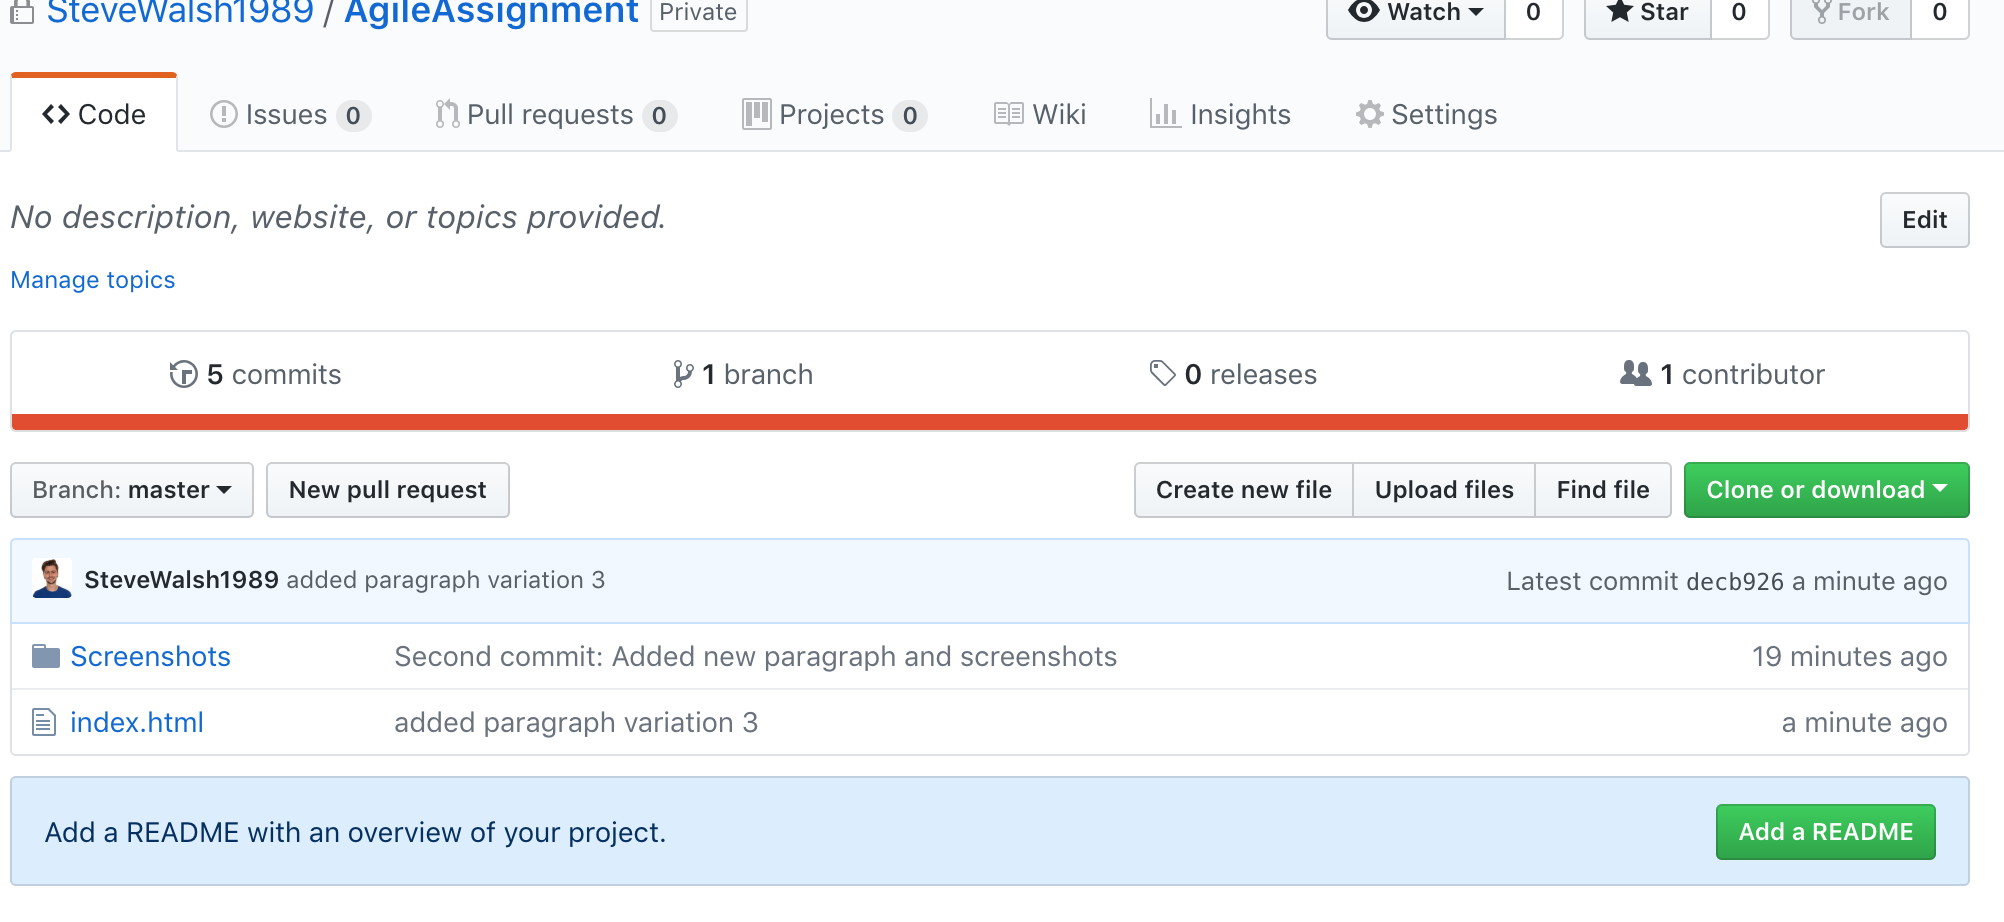 SteveWalsh1989 / AgileAssignment Private Watch 0 Star 0 Fork 0
Code Issues 0 Pull requests 0 Projects 0 Wiki Insights Settings
No description, website, or topics provided. Edit
Manage topics
5 commits 1 branch 0 releases 1 contributor
Branch: master New pull request Create new file Upload files Find file Clone or download
SteveWalsh1989 added paragraph variation 3 Latest commit decb926 a minute ago
Screenshots Second commit: Added new paragraph and screenshots 19 minutes ago
index.html added paragraph variation 3 a minute ago
Add a README with an overview of your project. Add a README